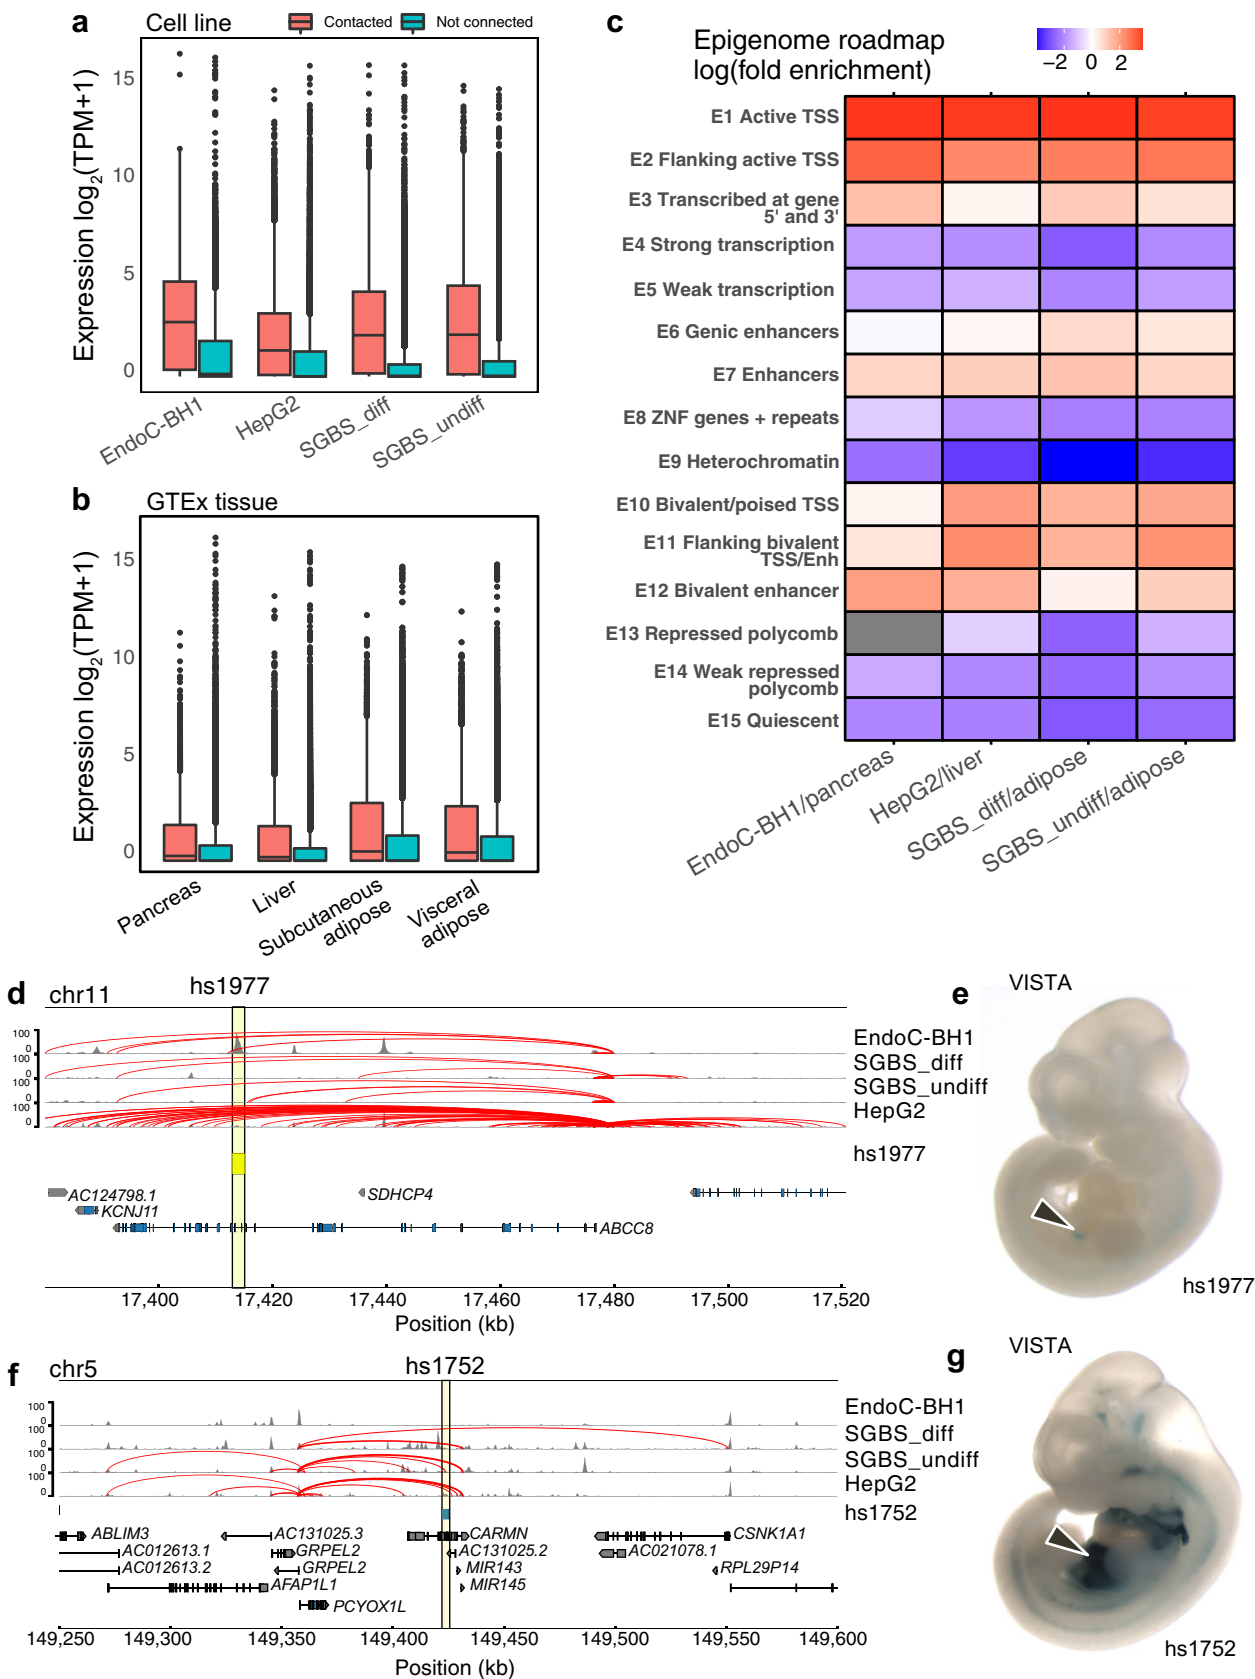 a
Cell line
Contacted
Not connected
Expression log2(TPM+1)
15
10
5
0
EndoC-BH1
HepG2
SGBS_diff
SGBS_undiff
b
GTEx tissue
Expression log2(TPM+1)
15
10
5
0
Pancreas
Liver
Subcutaneous
adipose
Visceral
adipose
c
Epigenome roadmap
log(fold enrichment)
−2 0 2
E1 Active TSS
E2 Flanking active TSS
E3 Transcribed at gene
5' and 3'
E4 Strong transcription
E5 Weak transcription
E6 Genic enhancers
E7 Enhancers
E8 ZNF genes + repeats
E9 Heterochromatin
E10 Bivalent/poised TSS
E11 Flanking bivalent
TSS/Enh
E12 Bivalent enhancer
E13 Repressed polycomb
E14 Weak repressed
polycomb
E15 Quiescent
EndoC-BH1/pancreas
HepG2/liver
SGBS_diff/adipose
SGBS_undiff/adipose
d
chr11
hs1977
100
0
100
0
100
0
100
0
EndoC-BH1
SGBS_diff
SGBS_undiff
HepG2
hs1977
AC124798.1
SDHCP4
KCNJ11
ABCC8
17,400 17,420 17,440 17,460 17,480 17,500 17,520
Position (kb)
e
VISTA
hs1977
f
chr5
hs1752
100
0
100
0
100
0
100
0
EndoC-BH1
SGBS_diff
SGBS_undiff
HepG2
hs1752
ABLIM3
AC131025.3
CARMN
CSNK1A1
AC012613.1
GRPEL2
AC131025.2
AC021078.1
AC012613.2
GRPEL2
MIR143
RPL29P14
AFAP1L1
MIR145
PCYOX1L
149,250 149,300 149,350 149,400 149,450 149,500 149,550 149,600
Position (kb)
g
VISTA
hs1752